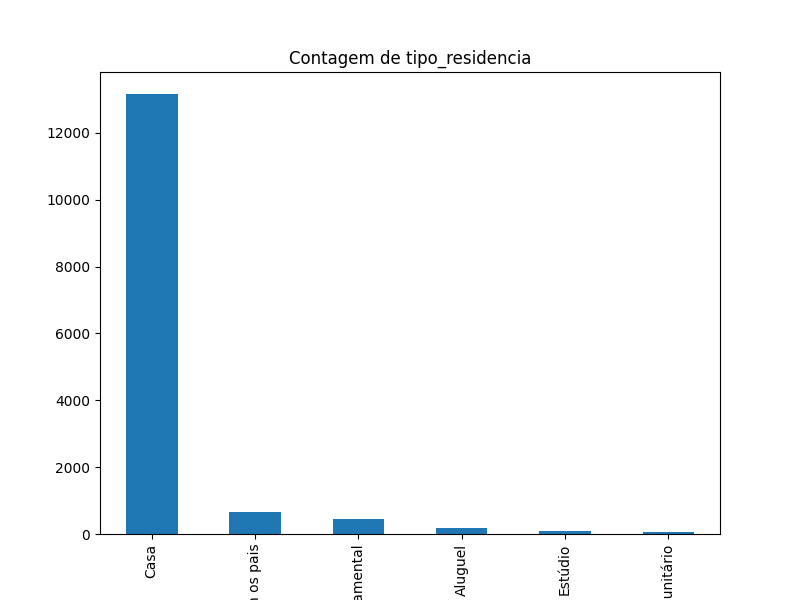 Contagem de tipo_residencia
12000
10000
8000
6000
4000
2000
0
Casa
os pais
amental
Aluguel
Estúdio
unitário